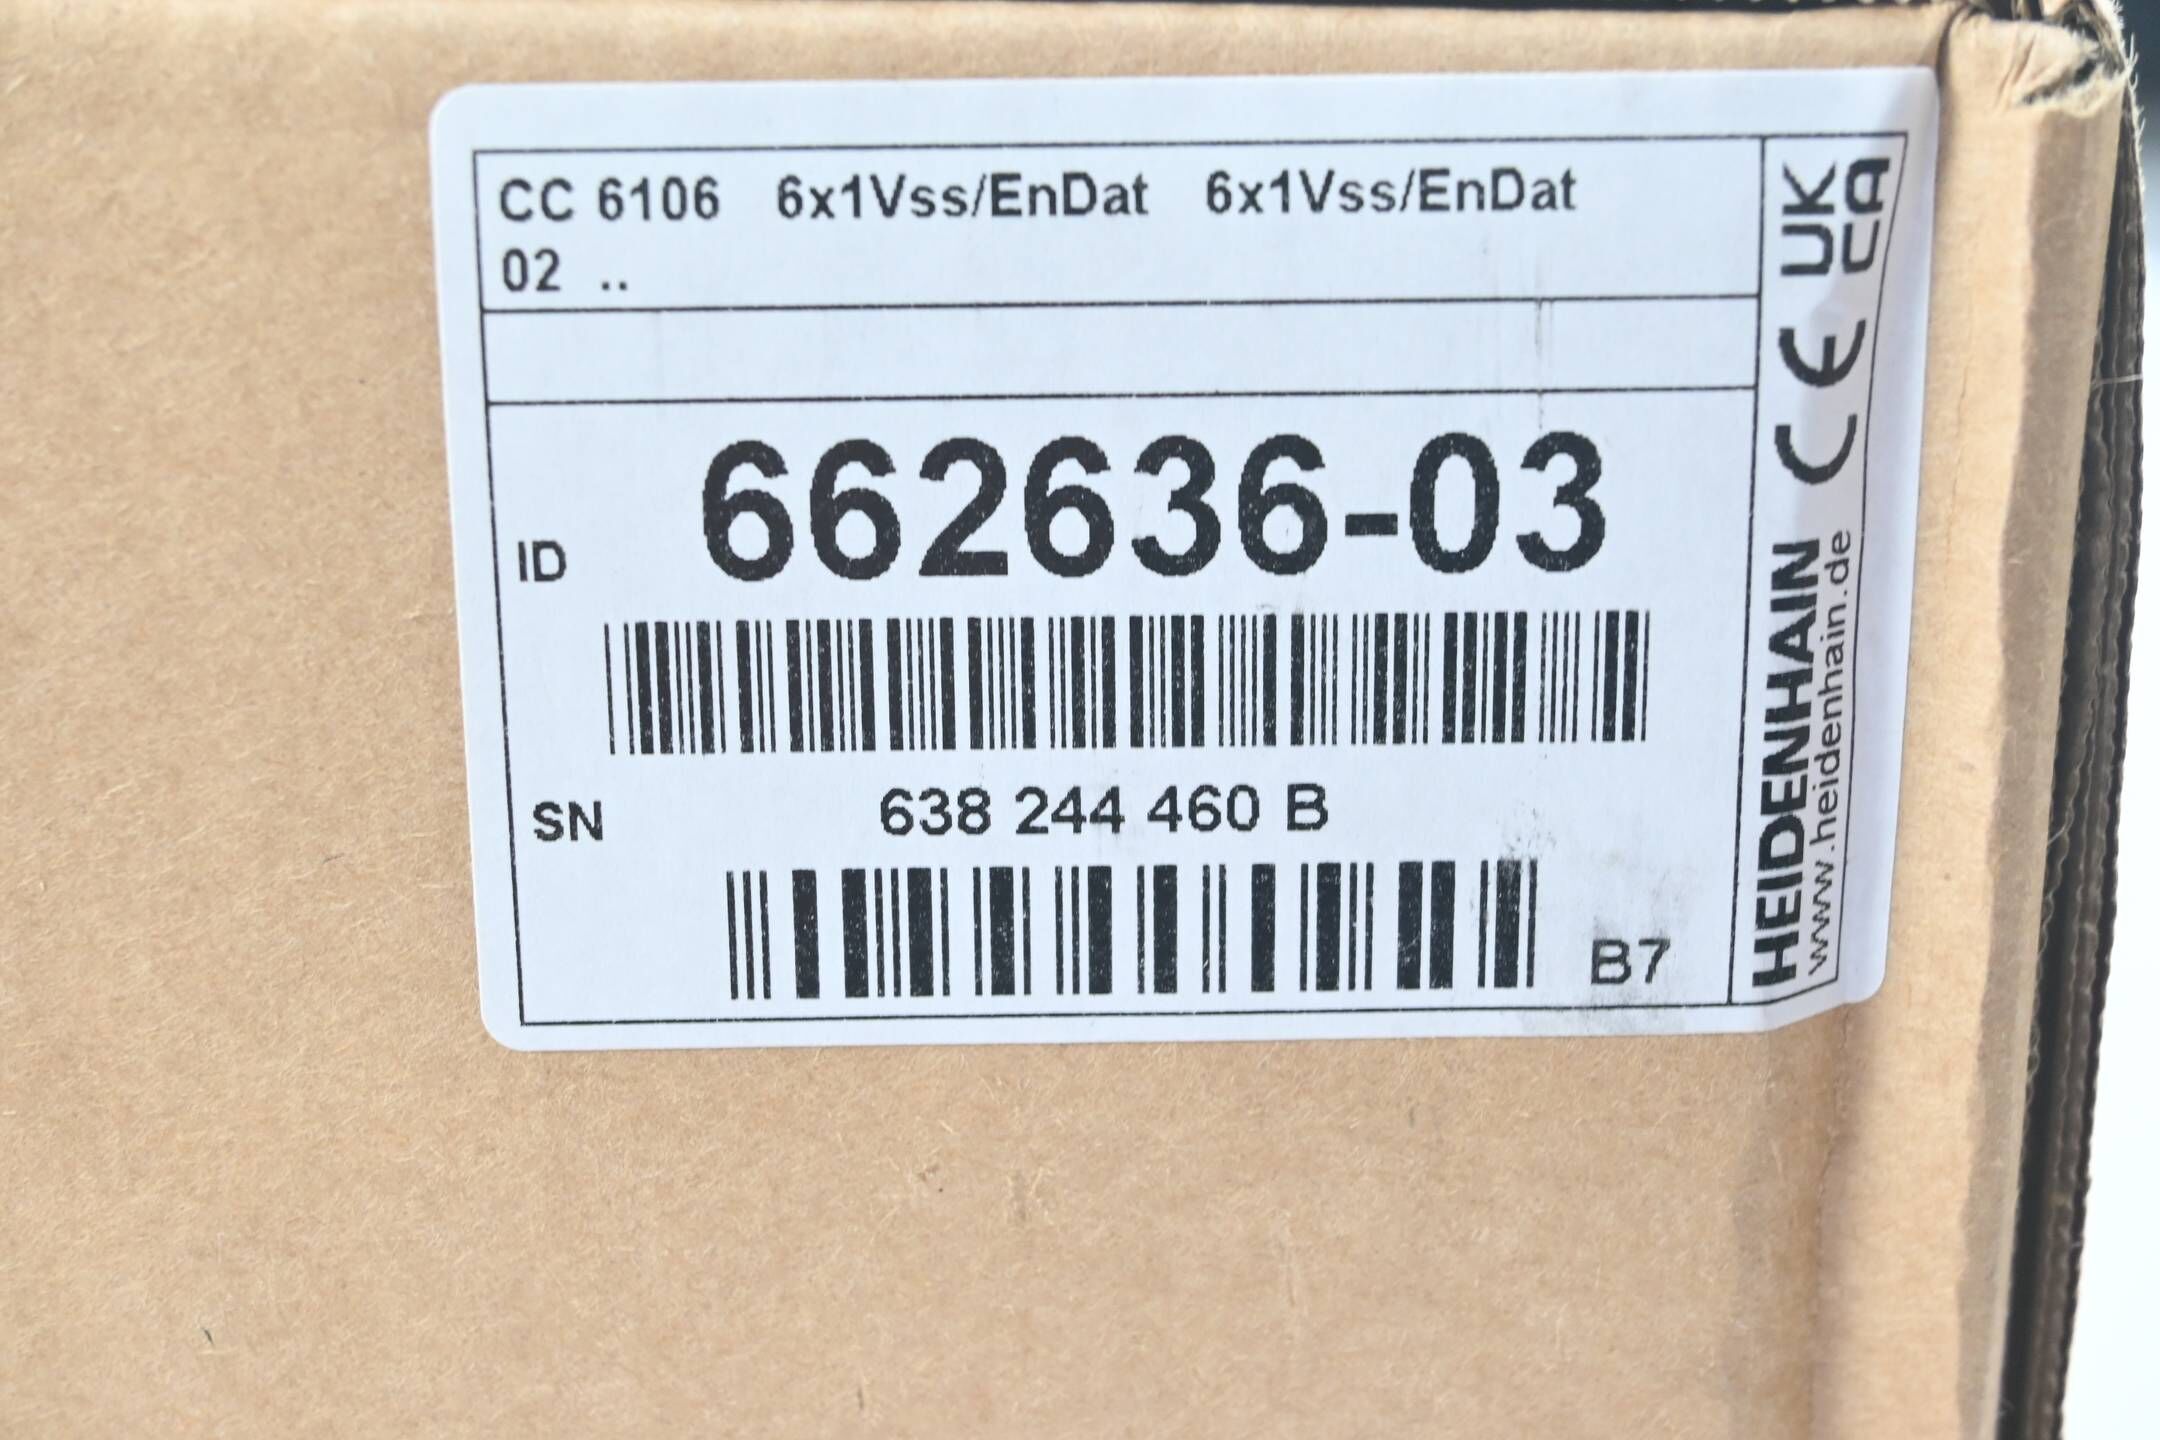 CC 6106 6x1Vss/EnDat 6x1Vss/EnDat
02 ..
ID 662636-03
SN 638 244 460 B
B7
HEIDENHAIN
www.heidenhain.de
CE
UK
CA